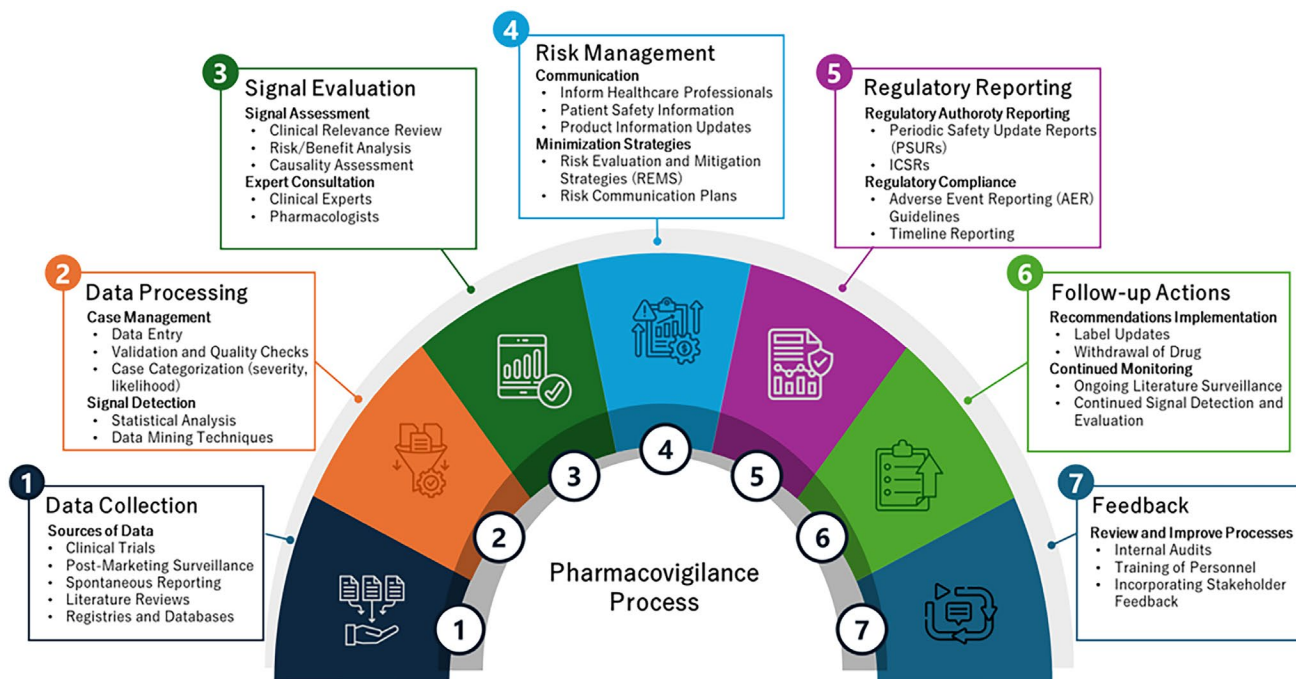 1
Data Collection
Sources of Data
• Clinical Trials
• Post-Marketing Surveillance
• Spontaneous Reporting
• Literature Reviews
• Registries and Databases
2
Data Processing
Case Management
• Data Entry
• Validation and Quality Checks
• Case Categorization (severity,
likelihood)
Signal Detection
• Statistical Analysis
• Data Mining Techniques
3
Signal Evaluation
Signal Assessment
• Clinical Relevance Review
• Risk/Benefit Analysis
• Causality Assessment
Expert Consultation
• Clinical Experts
• Pharmacologists
4
Risk Management
Communication
• Inform Healthcare Professionals
• Patient Safety Information
• Product Information Updates
Minimization Strategies
• Risk Evaluation and Mitigation
Strategies (REMS)
• Risk Communication Plans
5
Regulatory Reporting
Regulatory Authoroty Reporting
• Periodic Safety Update Reports
(PSURs)
• ICSRs
Regulatory Compliance
• Adverse Event Reporting (AER)
Guidelines
• Timeline Reporting
6
Follow-up Actions
Recommendations Implementation
• Label Updates
• Withdrawal of Drug
Continued Monitoring
• Ongoing Literature Surveillance
• Continued Signal Detection and
Evaluation
7
Feedback
Review and Improve Processes
• Internal Audits
• Training of Personnel
• Incorporating Stakeholder
Feedback
1
2
3
4
5
6
7
Pharmacovigilance
Process